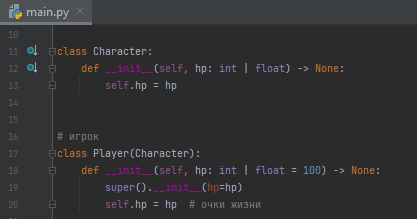 main.py
10
11 class Character:
12     def __init__(self, hp: int | float) -> None:
13         self.hp = hp
14
15
16 # игрок
17 class Player(Character):
18     def __init__(self, hp: int | float = 100) -> None:
19         super().__init__(hp=hp)
20         self.hp = hp  # очки жизни